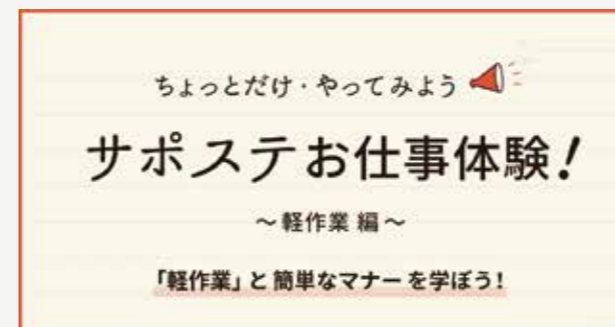 ちょっとだけ・やってみよう
サポステお仕事体験!
〜軽作業 編〜
「軽作業」と 簡単なマナー を学ぼう!